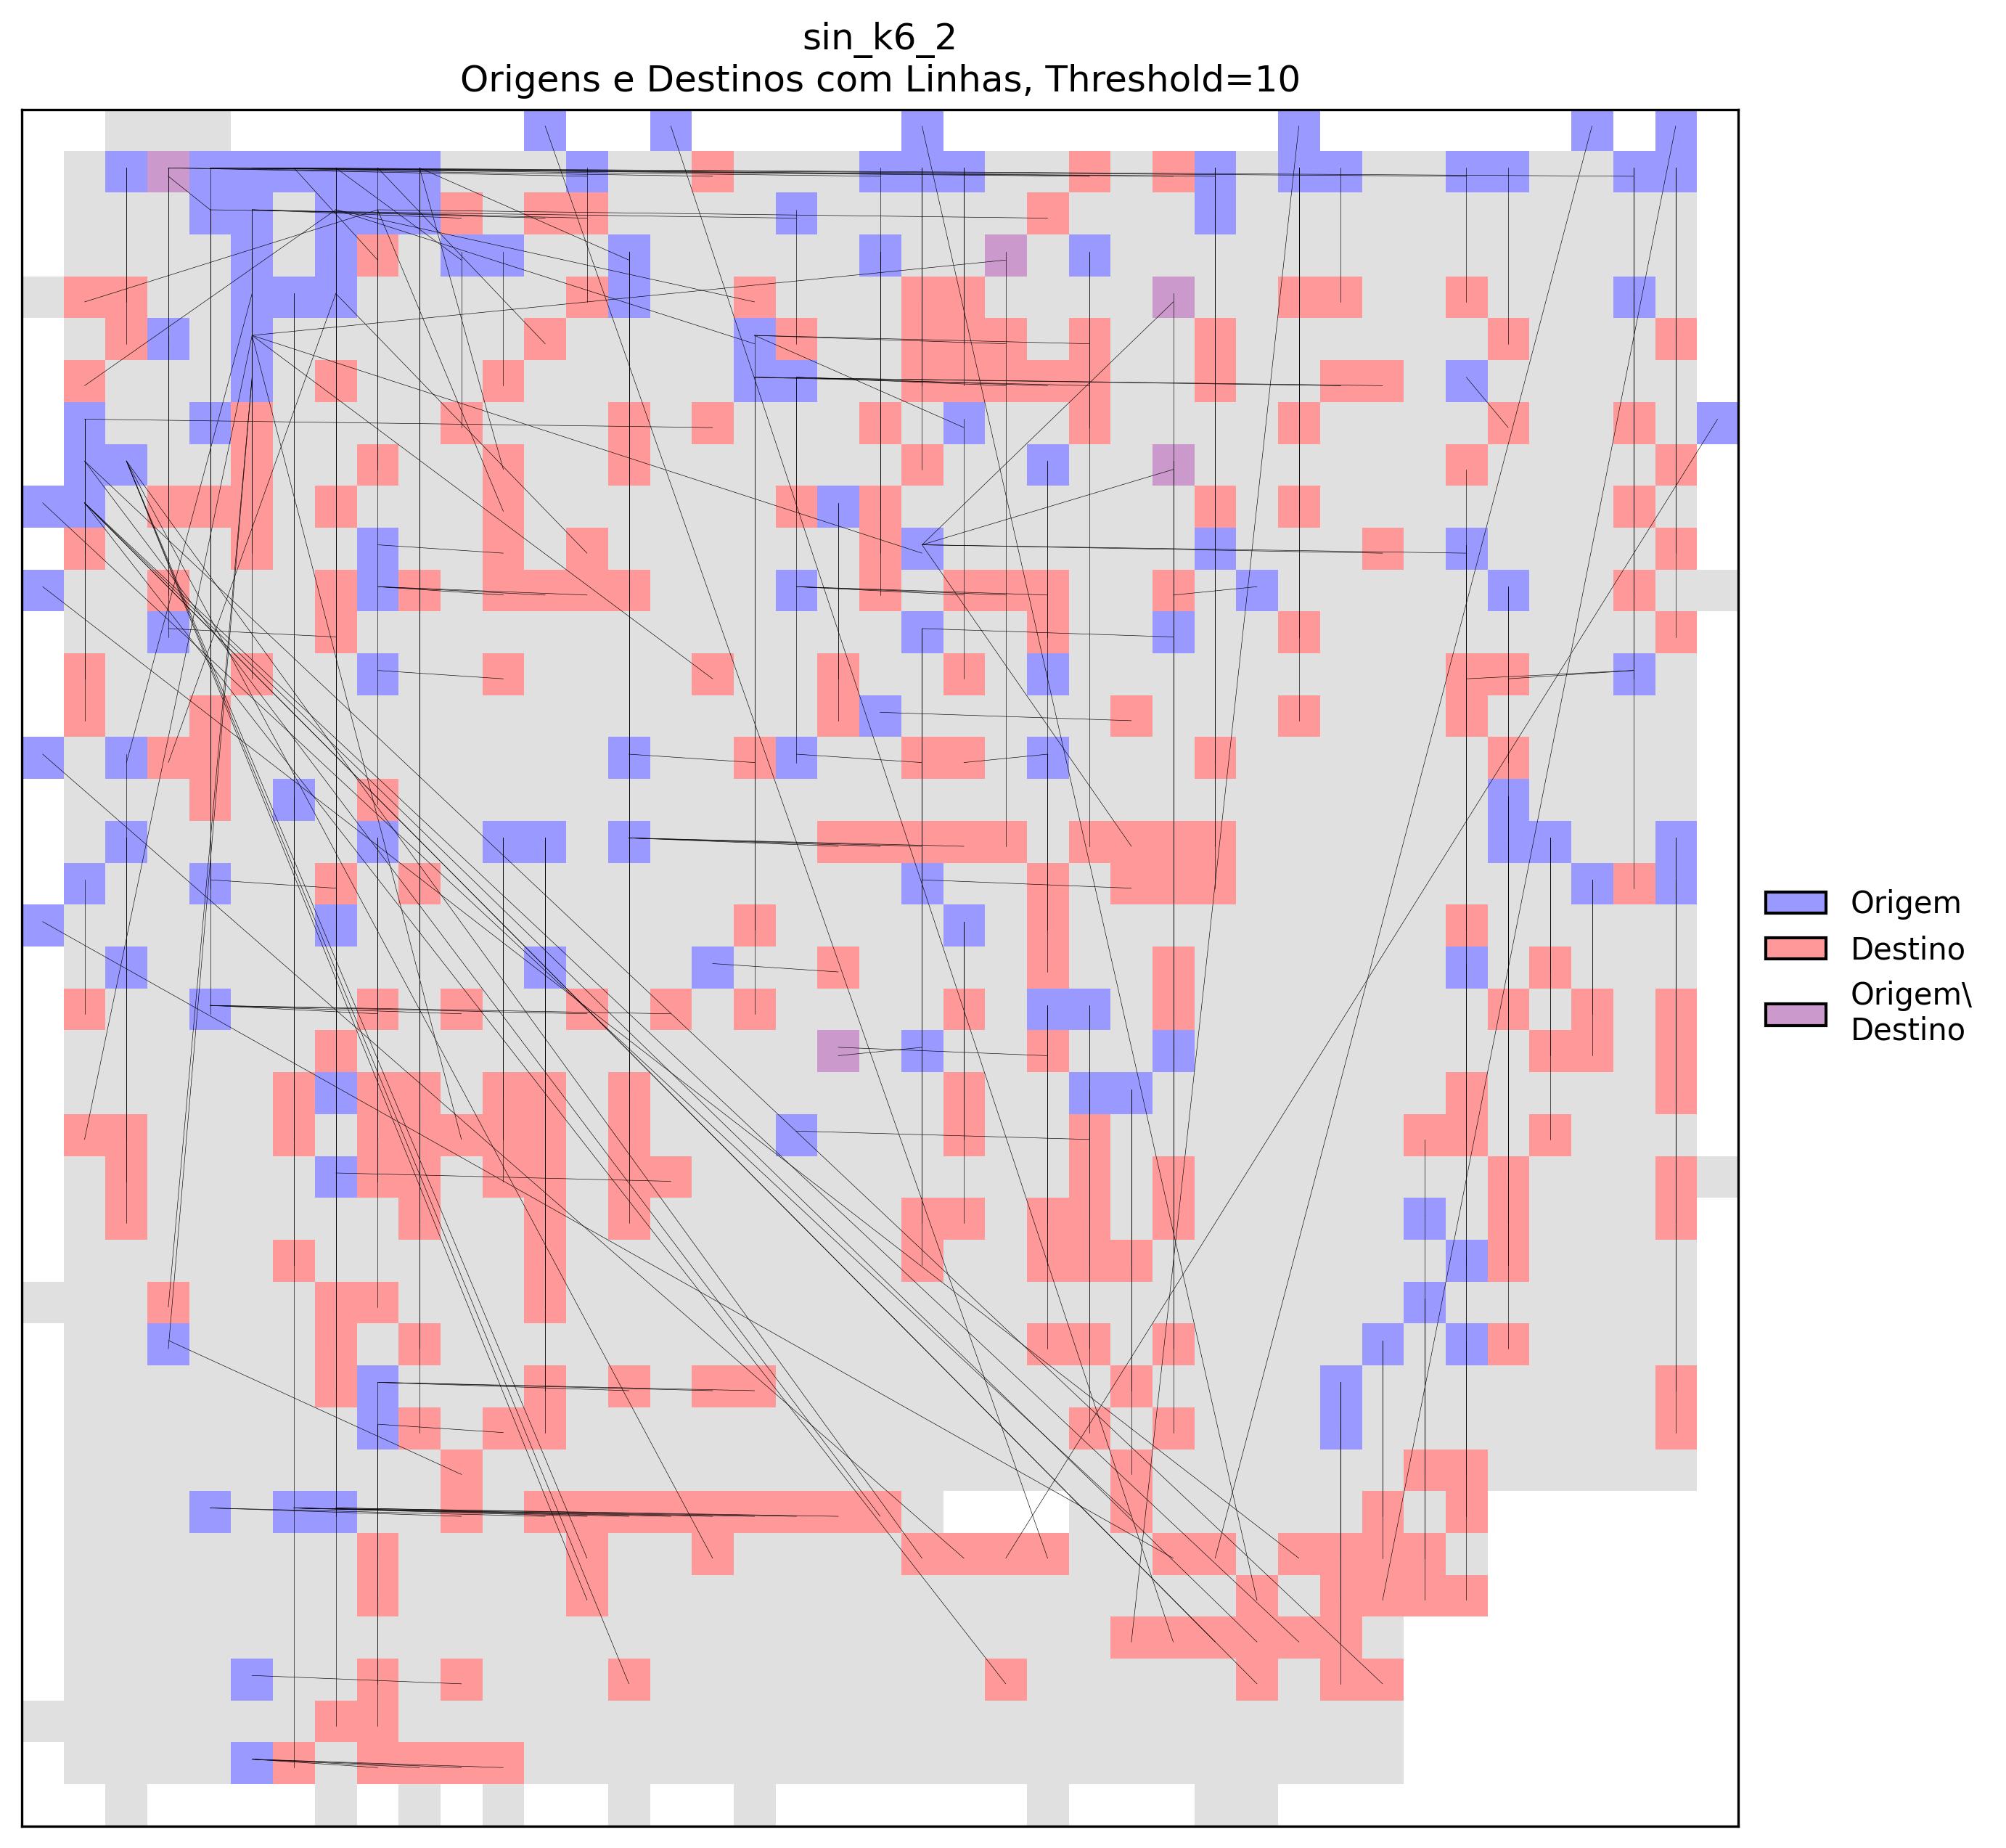 sin_k6_2
Origens e Destinos com Linhas, Threshold=10
Origem
Destino
Origem\
Destino